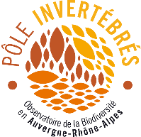 PÔLE INVERTÉBRÉS
Observatoire de la Biodiversité
en Auvergne-Rhône-Alpes